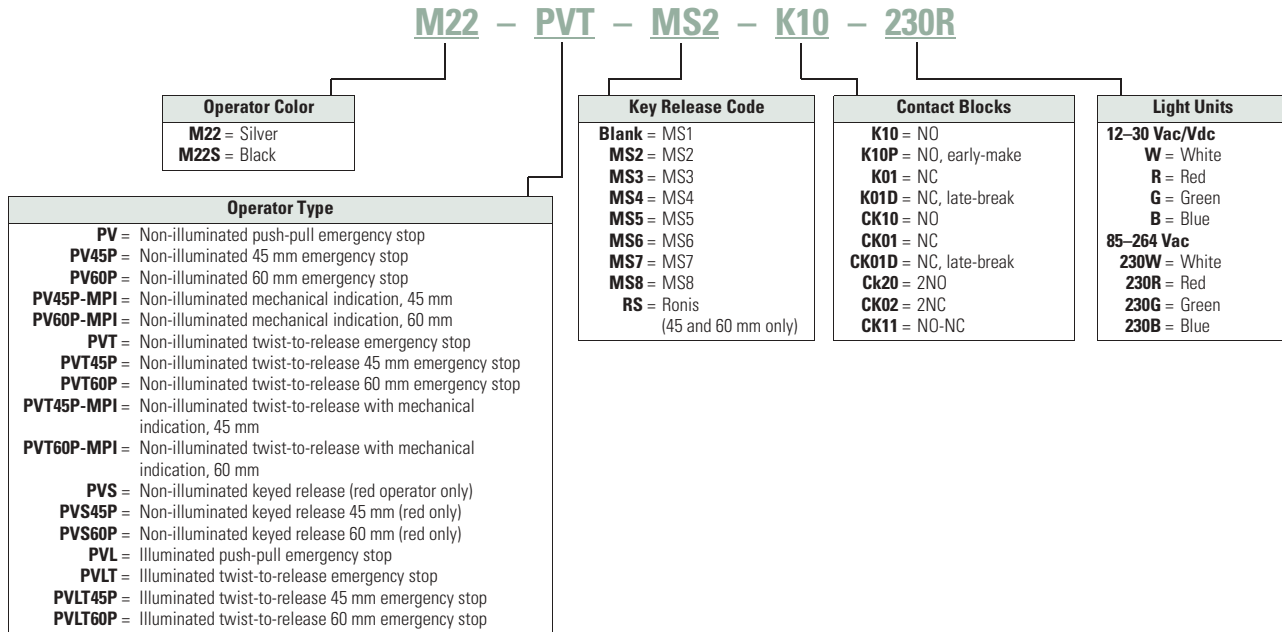 M22 – PVT – MS2 – K10 – 230R
Operator Color
M22 = Silver
M22S = Black
Operator Type
PV = Non-illuminated push-pull emergency stop
PV45P = Non-illuminated 45 mm emergency stop
PV60P = Non-illuminated 60 mm emergency stop
PV45P-MPI = Non-illuminated mechanical indication, 45 mm
PV60P-MPI = Non-illuminated mechanical indication, 60 mm
PVT = Non-illuminated twist-to-release emergency stop
PVT45P = Non-illuminated twist-to-release 45 mm emergency stop
PVT60P = Non-illuminated twist-to-release 60 mm emergency stop
PVT45P-MPI = Non-illuminated twist-to-release with mechanical
indication, 45 mm
PVT60P-MPI = Non-illuminated twist-to-release with mechanical
indication, 60 mm
PVS = Non-illuminated keyed release (red operator only)
PVS45P = Non-illuminated keyed release 45 mm (red only)
PVS60P = Non-illuminated keyed release 60 mm (red only)
PVL = Illuminated push-pull emergency stop
PVLT = Illuminated twist-to-release emergency stop
PVLT45P = Illuminated twist-to-release 45 mm emergency stop
PVLT60P = Illuminated twist-to-release 60 mm emergency stop
Key Release Code
Blank = MS1
MS2 = MS2
MS3 = MS3
MS4 = MS4
MS5 = MS5
MS6 = MS6
MS7 = MS7
MS8 = MS8
RS = Ronis
(45 and 60 mm only)
Contact Blocks
K10 = NO
K10P = NO, early-make
K01 = NC
K01D = NC, late-break
CK10 = NO
CK01 = NC
CK01D = NC, late-break
Ck20 = 2NO
CK02 = 2NC
CK11 = NO-NC
Light Units
12–30 Vac/Vdc
W = White
R = Red
G = Green
B = Blue
85–264 Vac
230W = White
230R = Red
230G = Green
230B = Blue